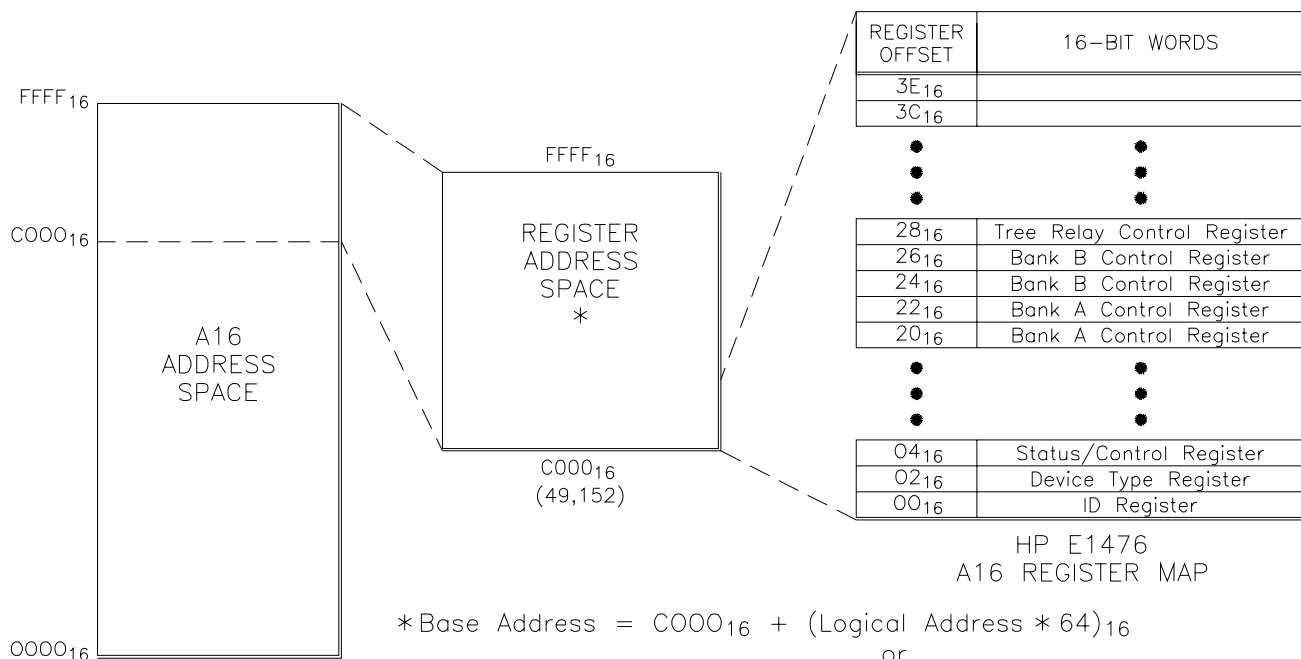 FFFF16
C00016
A16
ADDRESS
SPACE
000016
FFFF16
REGISTER
ADDRESS
SPACE
*
C00016
(49,152)
REGISTER
OFFSET
16-BIT WORDS
3E16
3C16
2816 Tree Relay Control Register
2616 Bank B Control Register
2416 Bank B Control Register
2216 Bank A Control Register
2016 Bank A Control Register
0416 Status/Control Register
0216 Device Type Register
0016 ID Register
HP E1476
A16 REGISTER MAP
*Base Address = C00016 + (Logical Address * 64)16
or